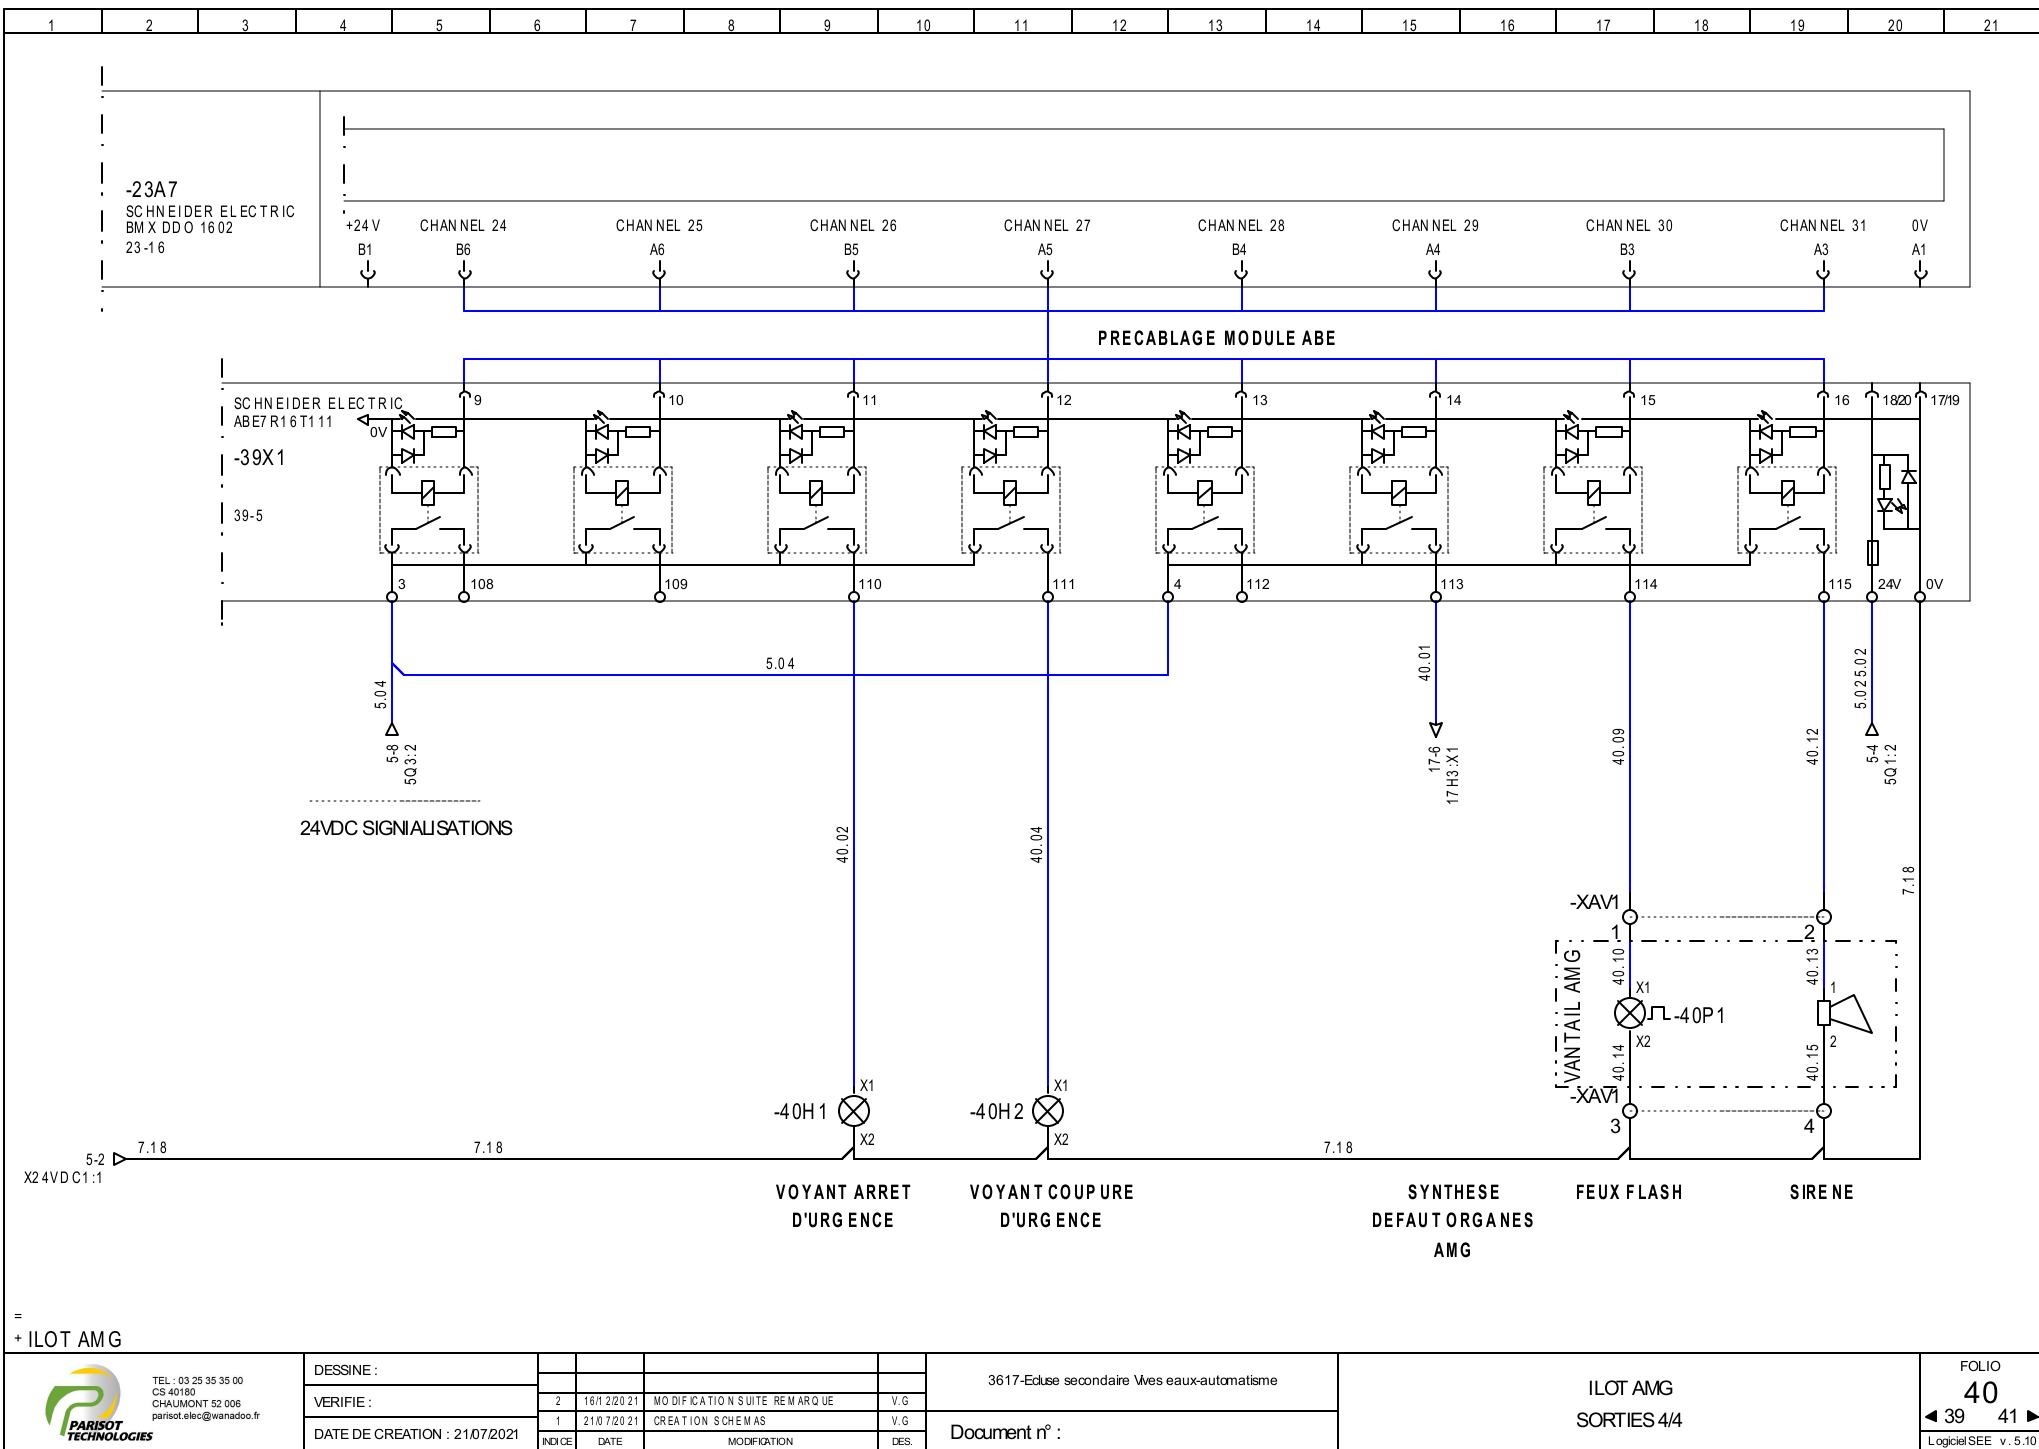 1 2 3 4 5 6 7 8 9 10 11 12 13 14 15 16 17 18 19 20 21
-23A7
SCHNEIDER ELECTRIC
BMX DDO 1602
23-16
+24V CHANNEL 24 CHANNEL 25 CHANNEL 26 CHANNEL 27 CHANNEL 28 CHANNEL 29 CHANNEL 30 CHANNEL 31 0V
B1 B6 A6 B5 A5 B4 A4 B3 A3 A1
PRECABLAGE MODULE ABE
SCHNEIDER ELECTRIC
ABE7R16T111
0V
-39X1
39-5
9 10 11 12 13 14 15 16 18/20 17/19
3 108 109 110 111 4 112 113 114 115 24V 0V
5.04
5.04
5-8
5Q3:2
24VDC SIGNIALISATIONS
40.01
17-6
17H3:X1
5.025.02
5-4
5Q1:2
40.09
40.12
40.02
40.04
7.18
-XAV1
1 2
VANTAIL AMG
40.10
40.13
X1
-40P1
X2
1
2
40.14
40.15
-XAV1
3 4
-40H1
X1
X2
-40H2
X1
X2
5-2
X24VDC1:1
7.18 7.18 7.18
VOYANT ARRET
D'URGENCE
VOYANT COUPURE
D'URGENCE
SYNTHESE
DEFAUT ORGANES
AMG
FEUX FLASH
SIRENE
=
+ ILOT AMG
PARISOT
TECHNOLOGIES
TEL : 03 25 35 35 00
CS 40180
CHAUMONT 52 006
parisot.elec@wanadoo.fr
DESSINE :
VERIFIE :
DATE DE CREATION : 21/07/2021
2 16/12/2021 MODIFICATION SUITE REMARQUE V.G
1 21/07/2021 CREATION SCHEMAS V.G
INDICE DATE MODIFICATION DES.
3617-Ecluse secondaire Vives eaux-automatisme
Document n° :
ILOT AMG
SORTIES 4/4
FOLIO
40
39 41
Logiciel SEE v.5.10